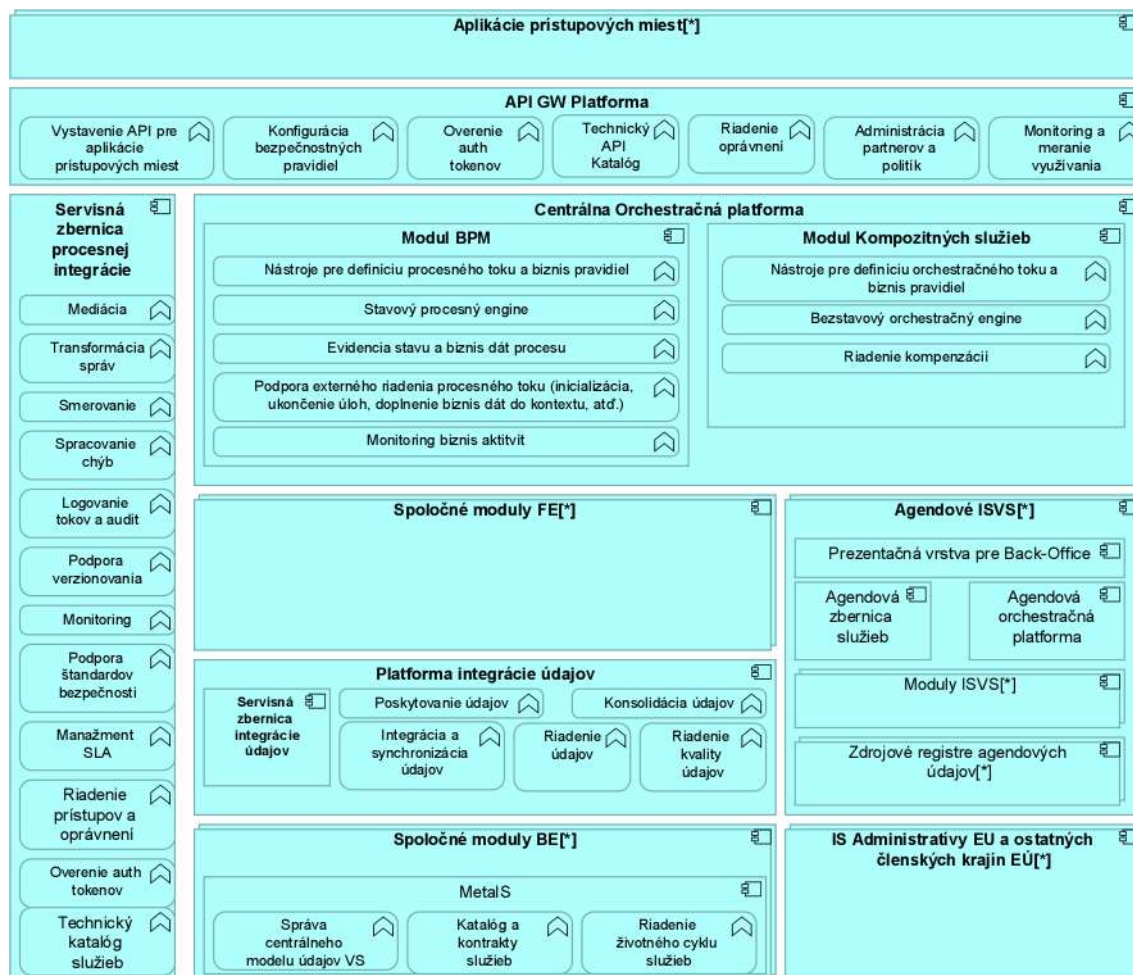 Aplikácie prístupových miest[*]
API GW Platforma
Vystavenie API pre
aplikácie
prístupových miest
Konfigurácia
bezpečnostných
pravidiel
Overenie
auth
tokenov
Technický
API
Katalóg
Riadenie
oprávnení
Administrácia
partnerov a
politík
Monitoring a
meranie
využívania
Servisná
zbernica
procesnej
integrácie
Mediácia
Transformácia
správ
Smerovanie
Spracovanie
chýb
Logovanie
tokov a audit
Podpora
verzionovania
Monitoring
Podpora
štandardov
bezpečnosti
Manažment
SLA
Riadenie
prístupov a
oprávnení
Overenie auth
tokenov
Technický
katalóg
služieb
Centrálna Orchestračná platforma
Modul BPM
Nástroje pre definíciu procesného toku a biznis pravidiel
Stavový procesný engine
Evidencia stavu a biznis dát procesu
Podpora externého riadenia procesného toku (inicializácia,
ukončenie úloh, doplnenie biznis dát do kontextu, atď.)
Monitoring biznis aktitvit
Modul Kompozitných služieb
Nástroje pre definíciu orchestračného toku a
biznis pravidiel
Bezstavový orchestračný engine
Riadenie kompenzácií
Spoločné moduly FE[*]
Agendové ISVS[*]
Prezentačná vrstva pre Back-Office
Agendová
zbernica
služieb
Agendová
orchestračná
platforma
Moduly ISVS[*]
Zdrojové registre agendových
údajov[*]
Platforma integrácie údajov
Servisná
zbernica
integrácie
údajov
Poskytovanie údajov
Konsolidácia údajov
Integrácia a
synchronizácia
údajov
Riadenie
údajov
Riadenie
kvality
údajov
Spoločné moduly BE[*]
MetaIS
Správa
centrálneho
modelu údajov VS
Katalóg a
kontrakty
služieb
Riadenie
životného cyklu
služieb
IS Administratívy EU a ostatných
členských krajín EÚ[*]